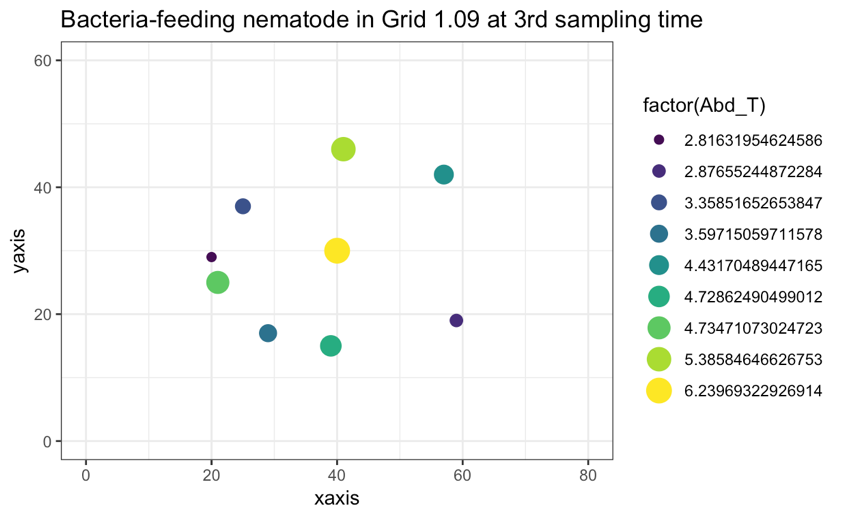 Bacteria-feeding nematode in Grid 1.09 at 3rd sampling time
60
40
20
0
yaxis
0 20 40 60 80
xaxis
factor(Abd_T)
2.81631954624586
2.87655244872284
3.35851652653847
3.59715059711578
4.43170489447165
4.72862490499012
4.73471073024723
5.38584646626753
6.23969322926914